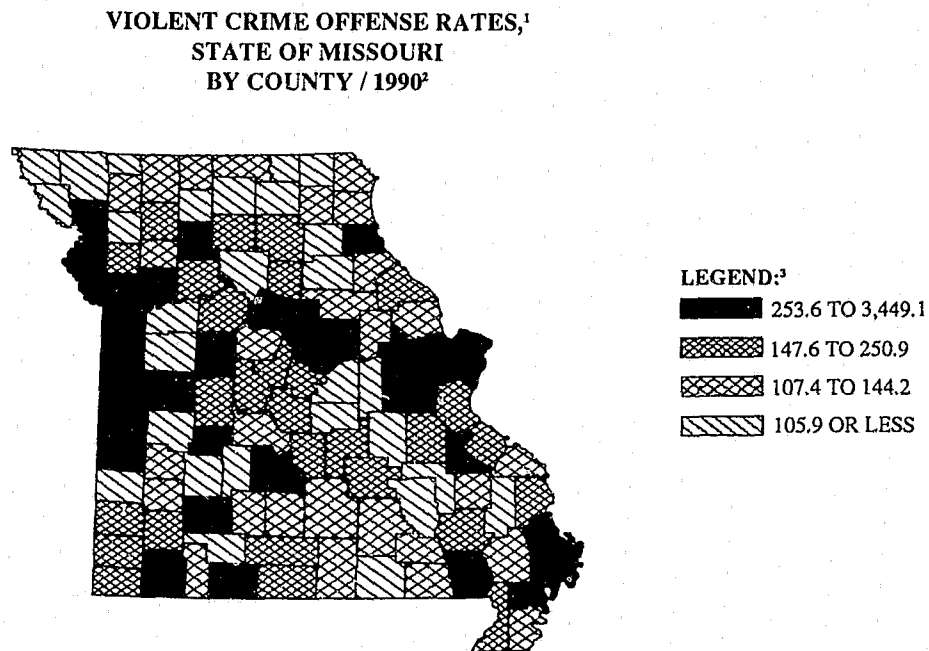 VIOLENT CRIME OFFENSE RATES,¹
STATE OF MISSOURI
BY COUNTY / 1990²
LEGEND:³
253.6 TO 3,449.1
147.6 TO 250.9
107.4 TO 144.2
105.9 OR LESS